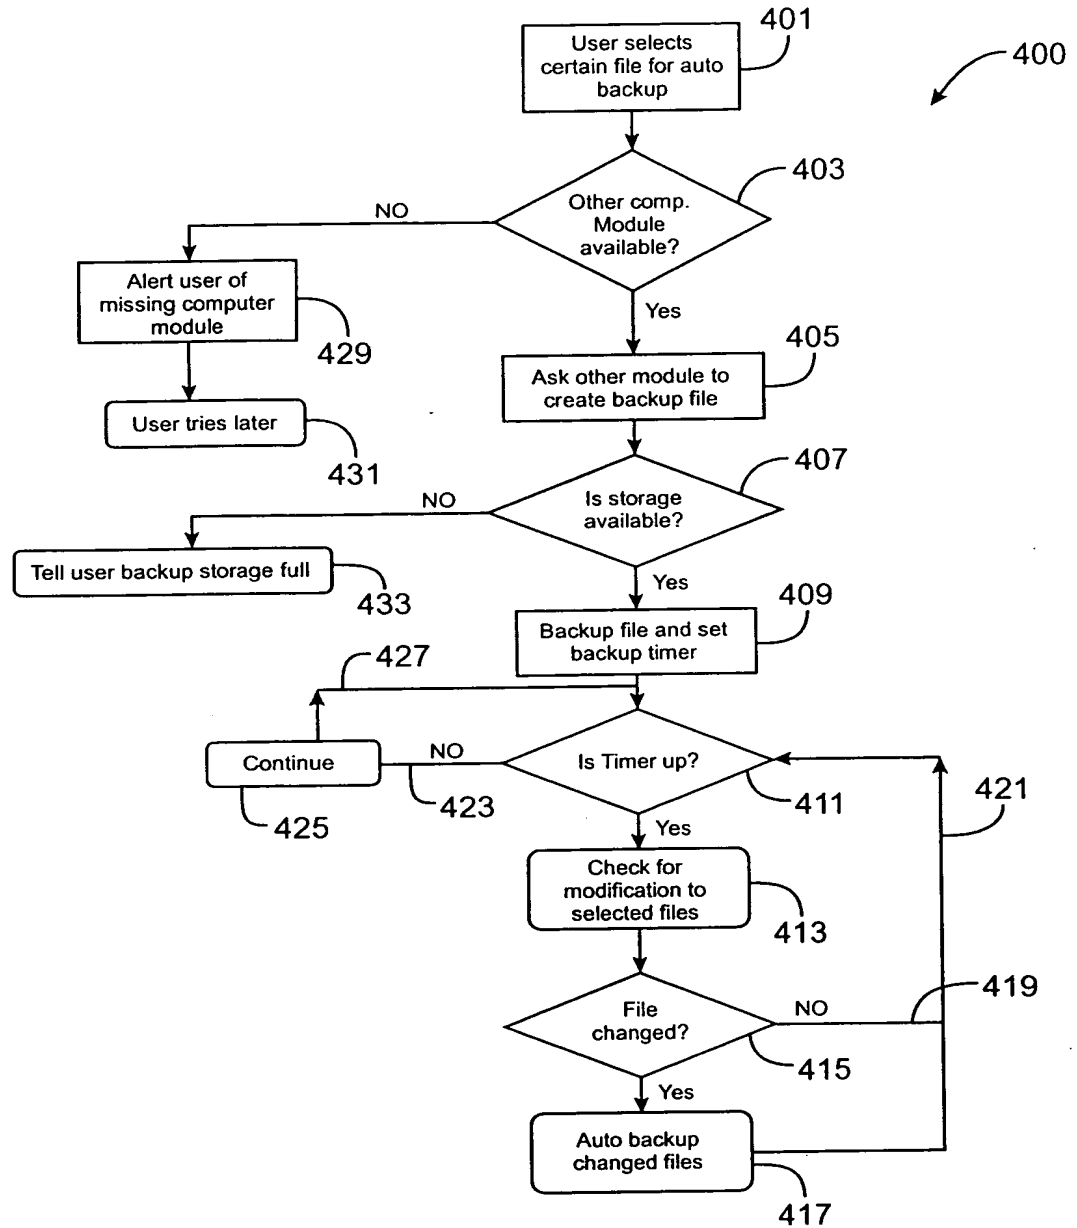 401
User selects
certain file for auto
backup
400
403
Other comp.
Module
available?
NO
Yes
Alert user of
missing computer
module
429
405
Ask other module to
create backup file
User tries later
431
407
Is storage
available?
NO
Yes
Tell user backup storage full
433
409
Backup file and set
backup timer
427
Is Timer up?
NO
Continue
423
425
411
421
Yes
Check for
modification to
selected files
413
File
changed?
NO
419
415
Yes
Auto backup
changed files
417